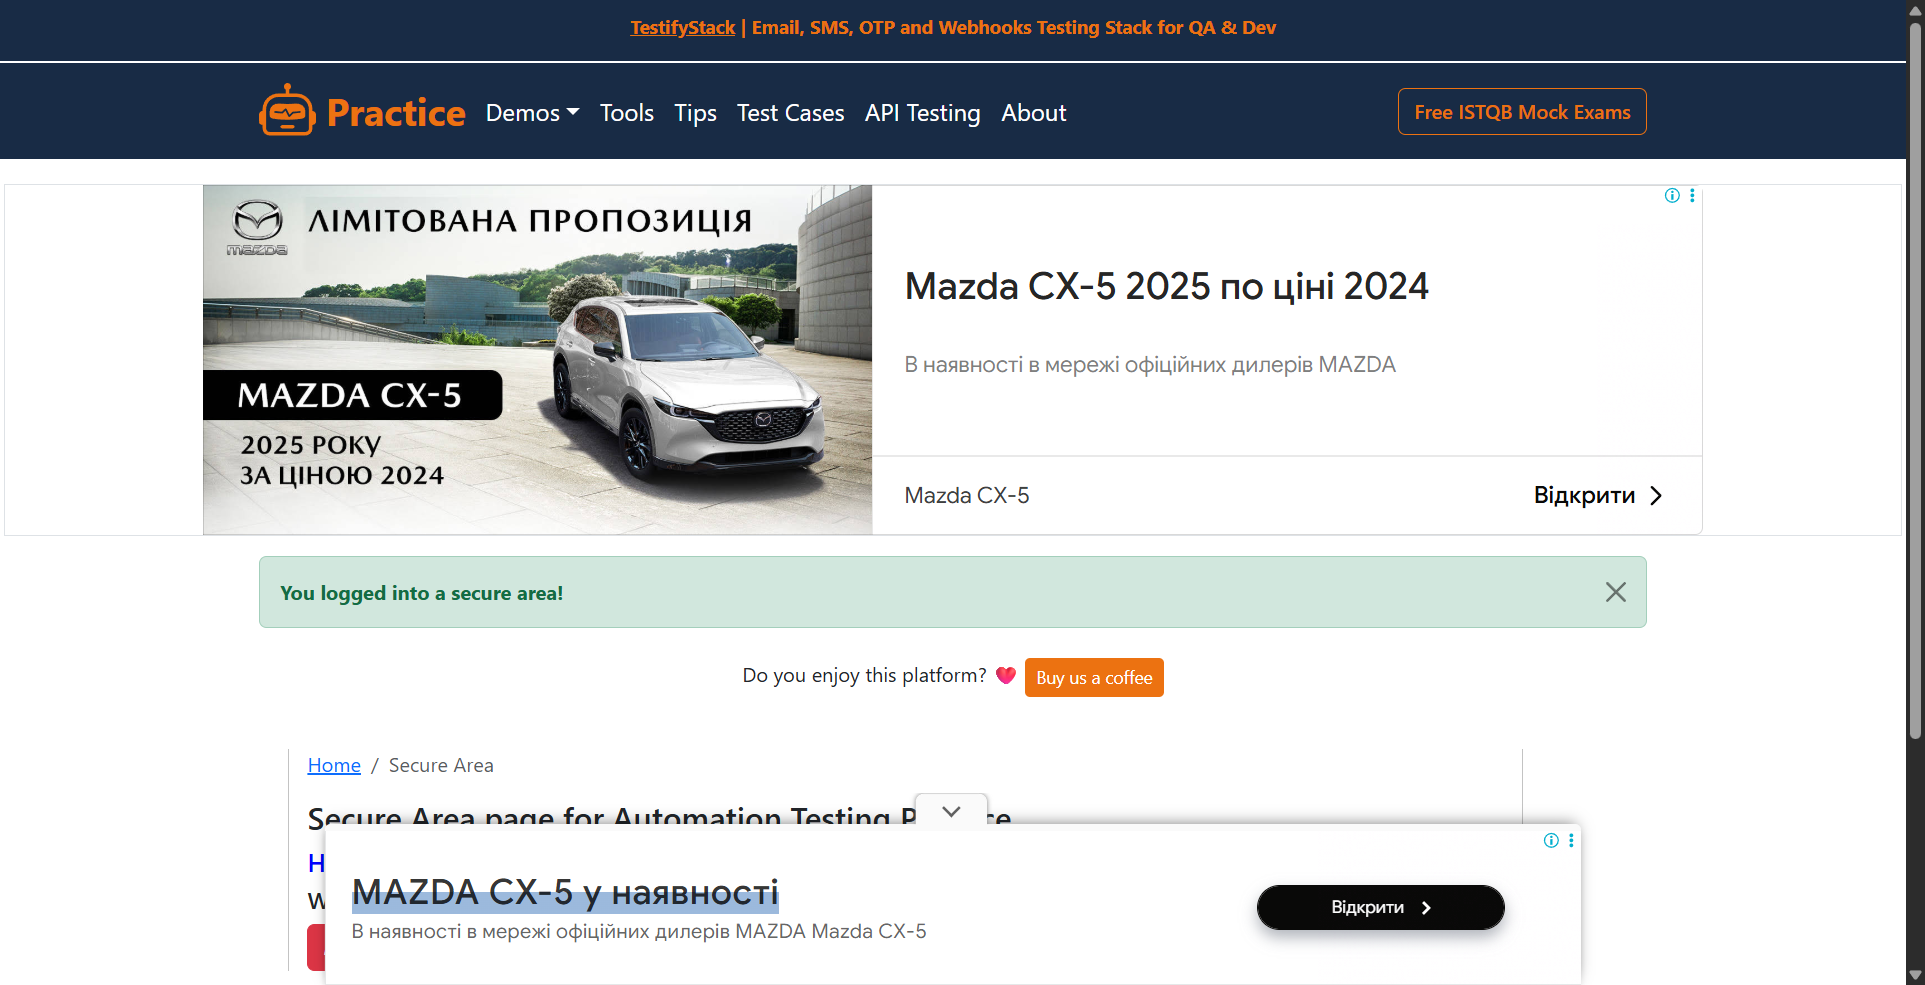 TestifyStack | Email, SMS, OTP and Webhooks Testing Stack for QA & Dev
Practice
Demos
Tools
Tips
Test Cases
API Testing
About
Free ISTQB Mock Exams
mazda
ЛІМІТОВАНА ПРОПОЗИЦІЯ
MAZDA CX-5
2025 РОКУ
ЗА ЦІНОЮ 2024
Mazda CX-5 2025 по ціні 2024
В наявності в мережі офіційних дилерів MAZDA
Mazda CX-5
Відкрити
You logged into a secure area!
Do you enjoy this platform?
Buy us a coffee
Home / Secure Area
Secure Area page for Automation Testing
MAZDA CX-5 у наявності
В наявності в мережі офіційних дилерів MAZDA Mazda CX-5
Відкрити